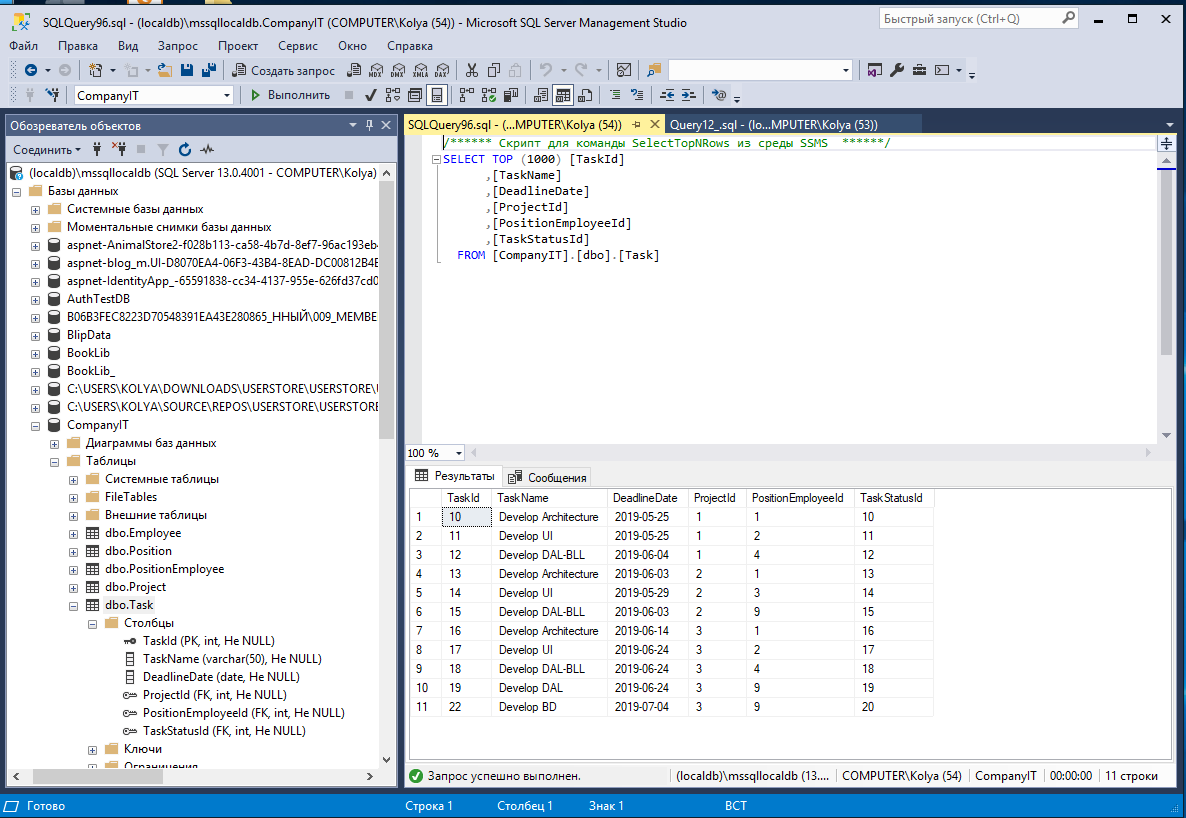 SQLQuery96.sql - (localdb)\mssqllocaldb.CompanyIT (COMPUTER\Kolya (54)) - Microsoft SQL Server Management Studio
Быстрый запуск (Ctrl+Q)
Файл Правка Вид Запрос Проект Сервис Окно Справка
Создать запрос MDX DMX XMLA DAX
CompanyIT Выполнить
Обозреватель объектов
Соединить
(localdb)\mssqllocaldb (SQL Server 13.0.4001 - COMPUTER\Kolya)
Базы данных
Системные базы данных
Моментальные снимки базы данных
aspnet-AnimalStore2-f028b113-ca58-4b7d-8ef7-96ac193eb
aspnet-blog_m.UI-D8070EA4-06F3-43B4-8EAD-DC00812B4E
aspnet-IdentityApp_-65591838-cc34-4137-955e-626fd37cd0
AuthTestDB
B06B3FEC8223D70548391EA43E280865_ННЫЙ\009_MEMBE
BlipData
BookLib
BookLib_
C:\USERS\KOLYA\DOWNLOADS\USERSTORE\USERSTORE\
C:\USERS\KOLYA\SOURCE\REPOS\USERSTORE\USERSTORE
CompanyIT
Диаграммы баз данных
Таблицы
Системные таблицы
FileTables
Внешние таблицы
dbo.Employee
dbo.Position
dbo.PositionEmployee
dbo.Project
dbo.Task
Столбцы
TaskId (PK, int, Не NULL)
TaskName (varchar(50), Не NULL)
DeadlineDate (date, Не NULL)
ProjectId (FK, int, Не NULL)
PositionEmployeeId (FK, int, Не NULL)
TaskStatusId (FK, int, Не NULL)
Ключи
Ограничения
SQLQuery96.sql - (...MPUTER\Kolya (54)) Query12_.sql - (lo...MPUTER\Kolya (53))
/****** Скрипт для команды SelectTopNRows из среды SSMS  ******/
SELECT TOP (1000) [TaskId]
,[TaskName]
,[DeadlineDate]
,[ProjectId]
,[PositionEmployeeId]
,[TaskStatusId]
FROM [CompanyIT].[dbo].[Task]
100 %
Результаты Сообщения
TaskId TaskName DeadlineDate ProjectId PositionEmployeeId TaskStatusId
1 10 Develop Architecture 2019-05-25 1 1 10
2 11 Develop UI 2019-05-25 1 2 11
3 12 Develop DAL-BLL 2019-06-04 1 4 12
4 13 Develop Architecture 2019-06-03 2 1 13
5 14 Develop UI 2019-05-29 2 3 14
6 15 Develop DAL-BLL 2019-06-03 2 9 15
7 16 Develop Architecture 2019-06-14 3 1 16
8 17 Develop UI 2019-06-24 3 2 17
9 18 Develop DAL-BLL 2019-06-24 3 4 18
10 19 Develop DAL 2019-06-24 3 9 19
11 22 Develop BD 2019-07-04 3 9 20
Запрос успешно выполнен. (localdb)\mssqllocaldb (13.... COMPUTER\Kolya (54) CompanyIT 00:00:00 11 строки
Готово Строка 1 Столбец 1 Знак 1 ВСТ